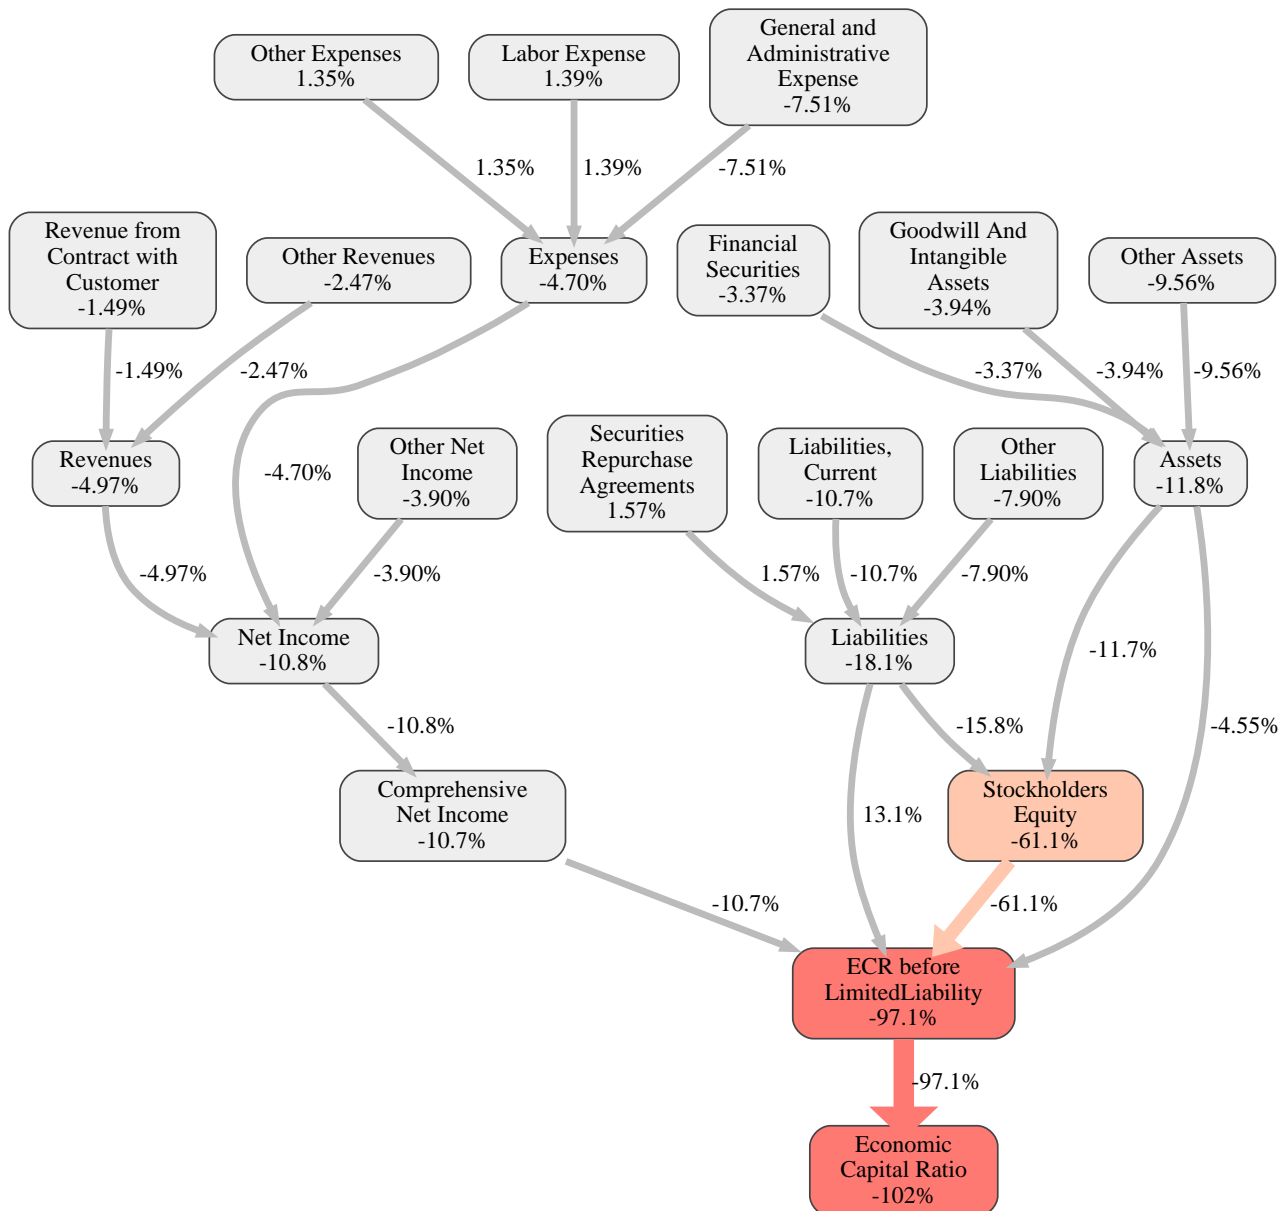 Other Expenses
1.35%
Labor Expense
1.39%
General and
Administrative
Expense
-7.51%
1.35%
1.39%
-7.51%
Revenue from
Contract with
Customer
-1.49%
Other Revenues
-2.47%
Expenses
-4.70%
Financial
Securities
-3.37%
Goodwill And
Intangible
Assets
-3.94%
Other Assets
-9.56%
-1.49%
-2.47%
-3.37%
-3.94%
-9.56%
Revenues
-4.97%
-4.70%
Other Net
Income
-3.90%
Securities
Repurchase
Agreements
1.57%
Liabilities,
Current
-10.7%
Other
Liabilities
-7.90%
Assets
-11.8%
-4.97%
-3.90%
1.57%
-10.7%
-7.90%
Net Income
-10.8%
Liabilities
-18.1%
-11.7%
-10.8%
-15.8%
-4.55%
Comprehensive
Net Income
-10.7%
13.1%
Stockholders
Equity
-61.1%
-10.7%
-61.1%
ECR before
LimitedLiability
-97.1%
-97.1%
Economic
Capital Ratio
-102%